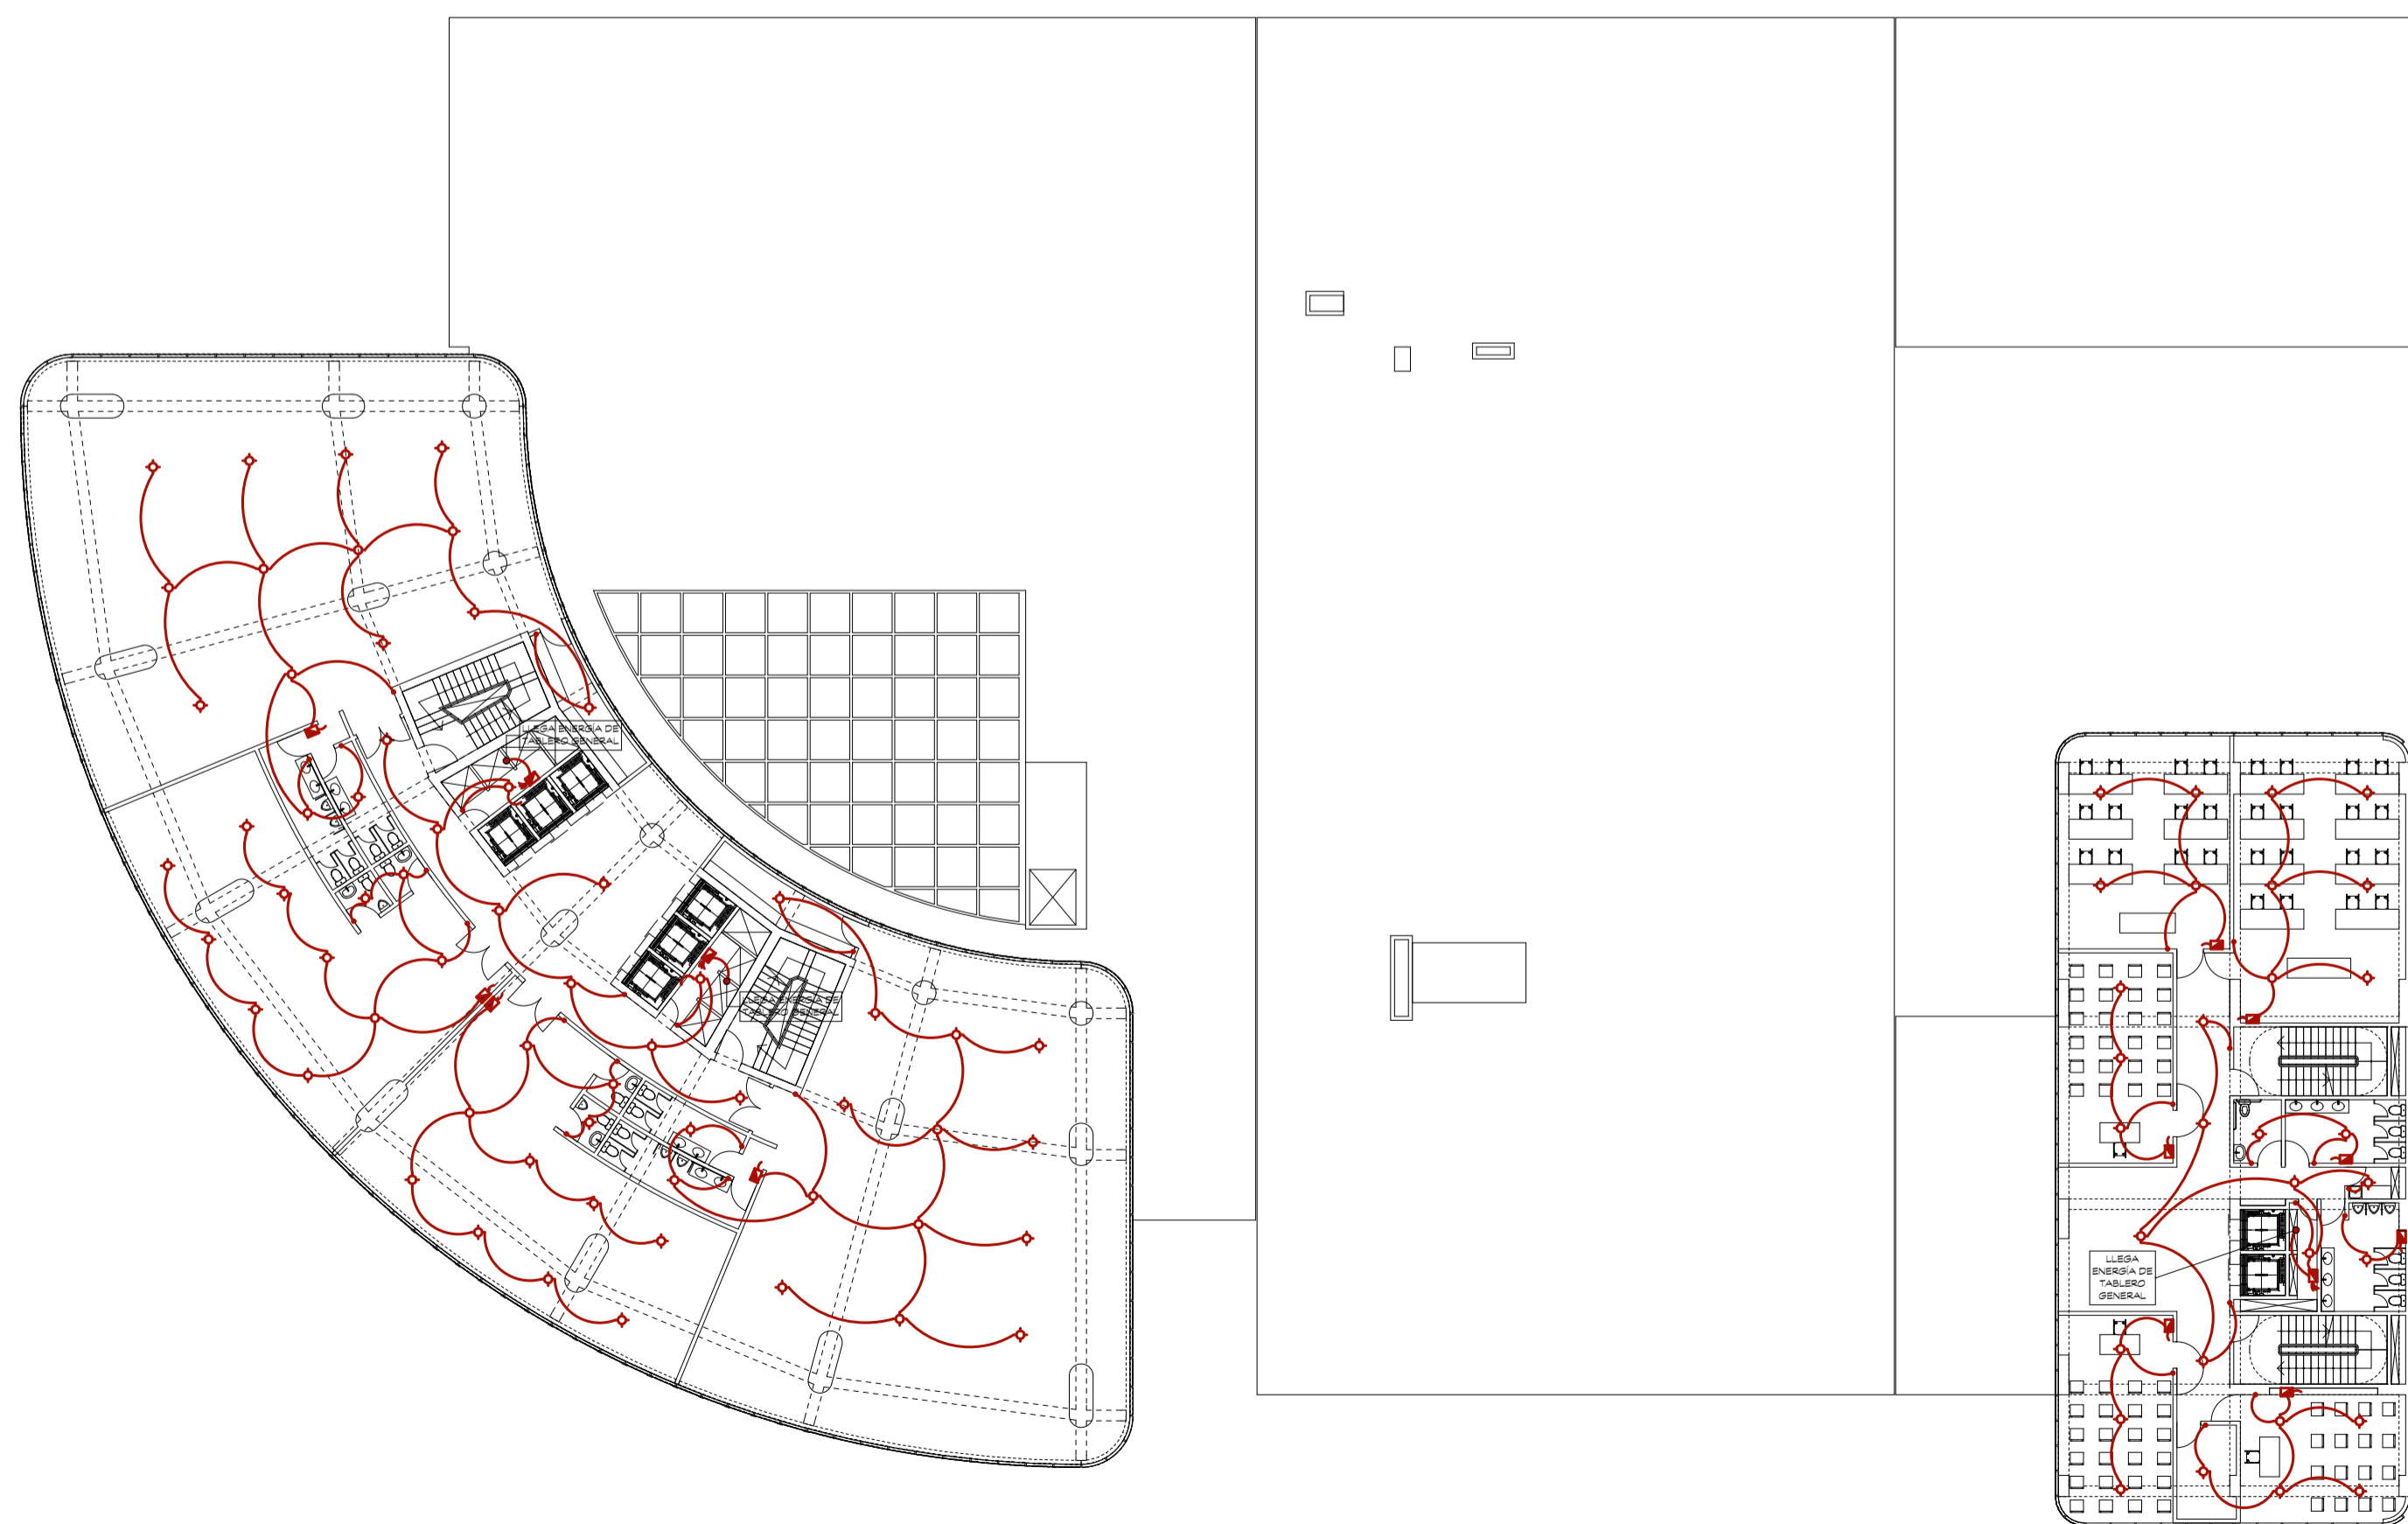 LLEGA ENERGÍA DE
TABLERO GENERAL
LLEGA ENERGÍA DE
TABLERO GENERAL
LLEGA
ENERGÍA DE
TABLERO
GENERAL